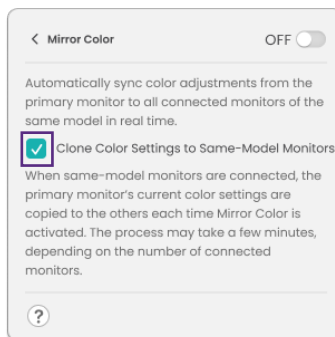 Mirror Color OFF
Automatically sync color adjustments from the
primary monitor to all connected monitors of the
same model in real time.
Clone Color Settings to Same-Model Monitors
When same-model monitors are connected, the
primary monitor's current color settings are
copied to the others each time Mirror Color is
activated. The process may take a few minutes,
depending on the number of connected
monitors.
?